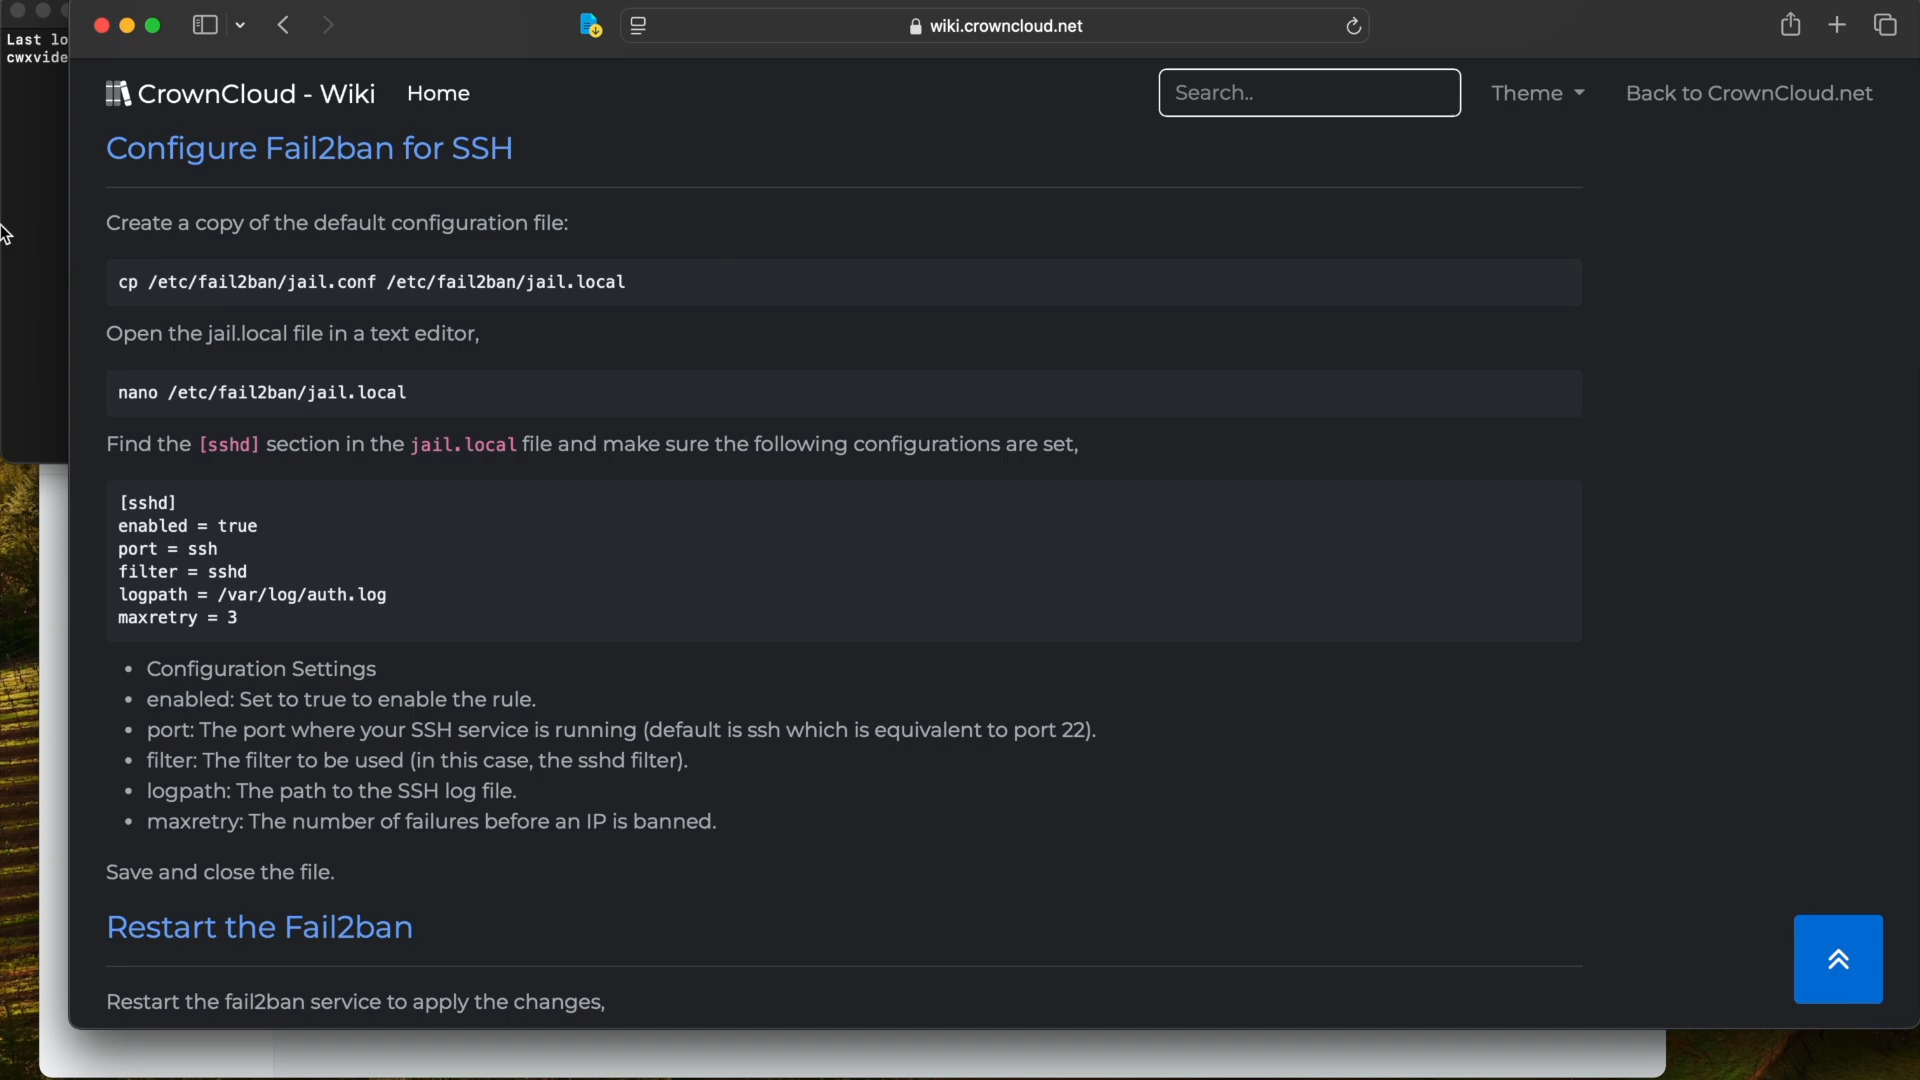 Last lo
cwxvide
wiki.crowncloud.net
CrownCloud - Wiki
Home
Search..
Theme
Back to CrownCloud.net
Configure Fail2ban for SSH
Create a copy of the default configuration file:
cp /etc/fail2ban/jail.conf /etc/fail2ban/jail.local
Open the jail.local file in a text editor,
nano /etc/fail2ban/jail.local
Find the [sshd] section in the jail.local file and make sure the following configurations are set,
[sshd]
enabled = true
port = ssh
filter = sshd
logpath = /var/log/auth.log
maxretry = 3
• Configuration Settings
• enabled: Set to true to enable the rule.
• port: The port where your SSH service is running (default is ssh which is equivalent to port 22).
• filter: The filter to be used (in this case, the sshd filter).
• logpath: The path to the SSH log file.
• maxretry: The number of failures before an IP is banned.
Save and close the file.
Restart the Fail2ban
Restart the fail2ban service to apply the changes,